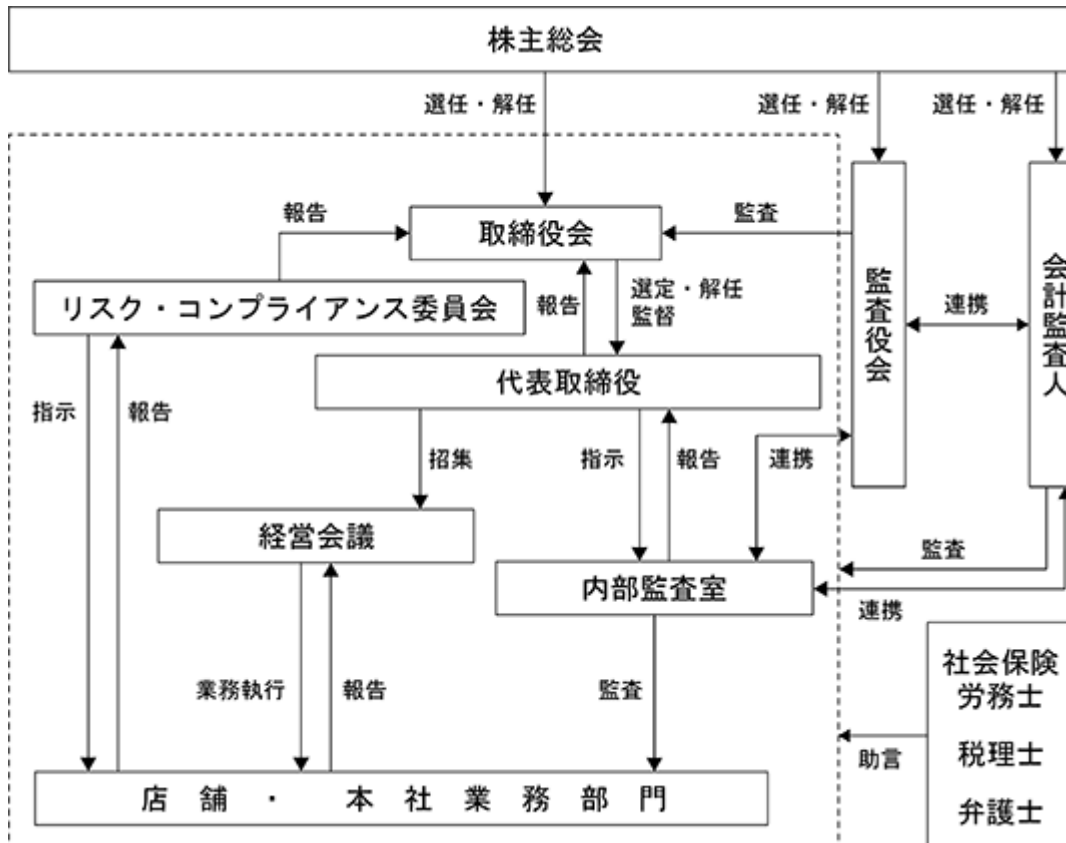 株主総会
選任・解任
選任・解任
選任・解任
報告
取締役会
監査
リスク・コンプライアンス委員会
報告
選定・解任
監督
監査役会
連携
会計監査人
代表取締役
指示
報告
招集
指示
報告
連携
経営会議
内部監査室
監査
連携
業務執行
報告
監査
社会保険
労務士
税理士
弁護士
助言
店舗・本社業務部門